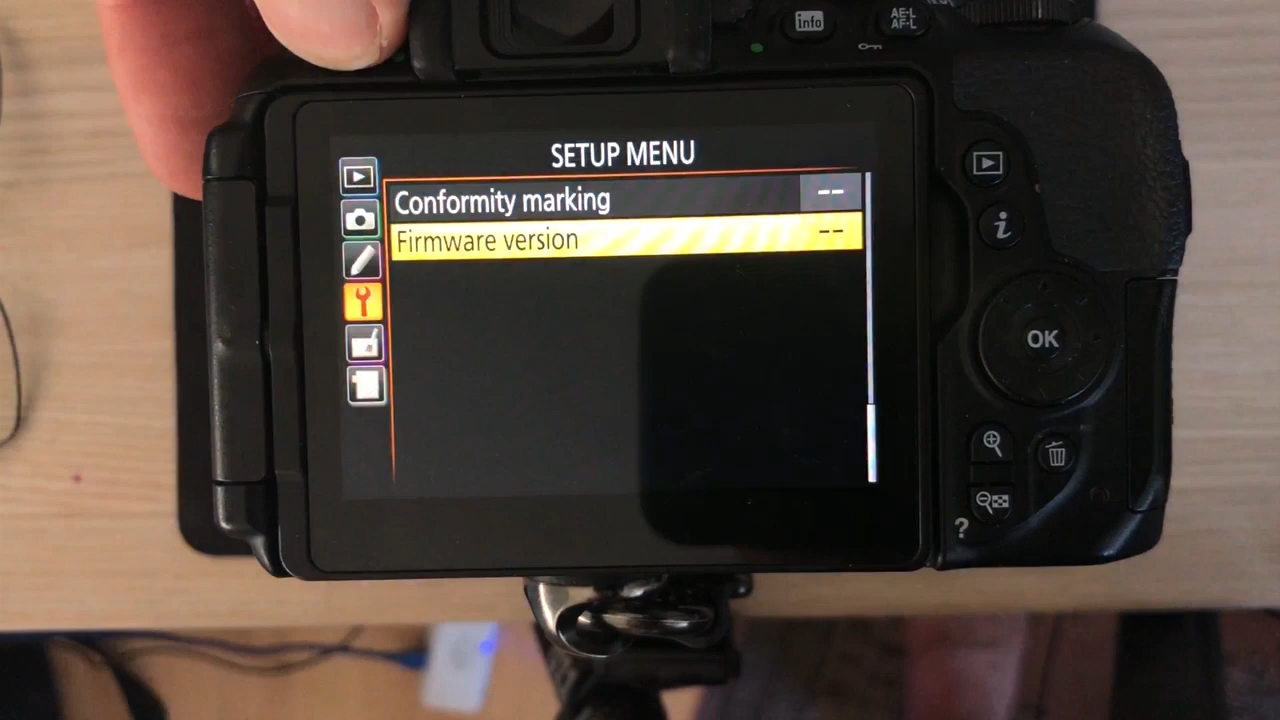 info
AE-L
AF-L
SETUP MENU
Conformity marking --
Firmware version --
i
OK
?